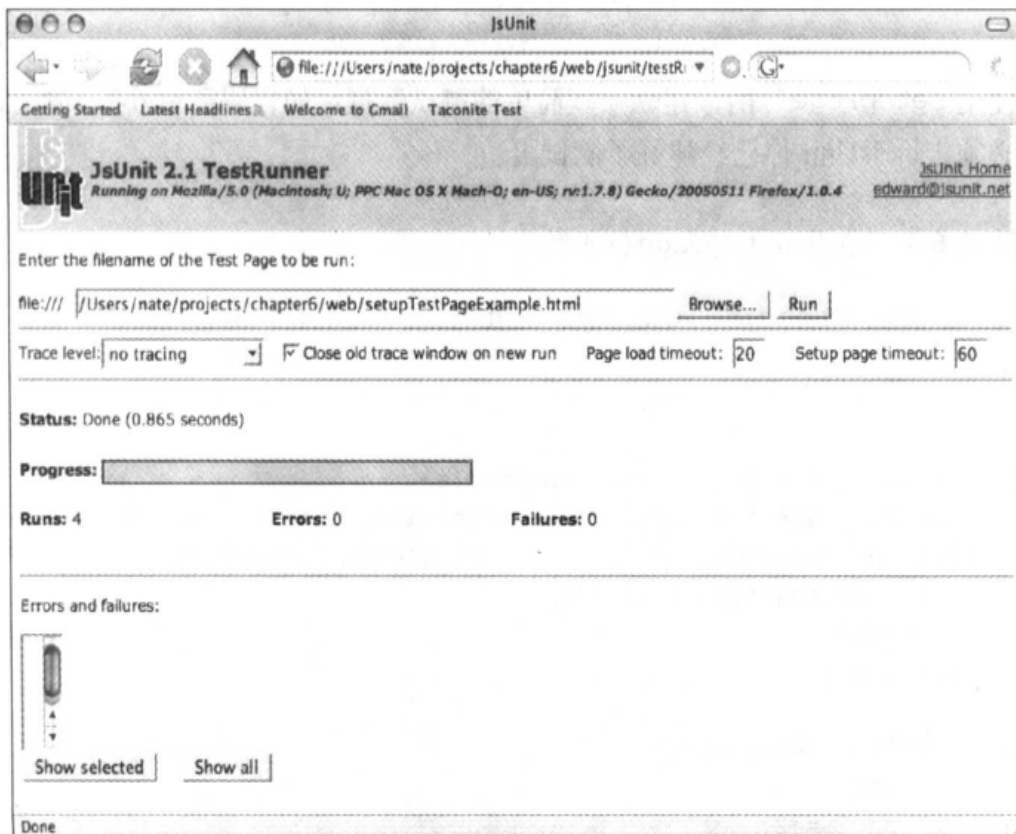 JsUnit
file:///Users/nate/projects/chapter6/web/jsunit/testR
G
Getting Started Latest Headlines Welcome to Gmail Taconite Test
Js Unit
JsUnit 2.1 TestRunner
Running on Mozilla/5.0 (Macintosh; U; PPC Mac OS X Mach-O; en-US; rv:1.7.8) Gecko/20050511 Firefox/1.0.4
JsUnit Home
edward@jsunit.net
Enter the filename of the Test Page to be run:
file:/// /Users/nate/projects/chapter6/web/setupTestPageExample.html Browse... Run
Trace level: no tracing Close old trace window on new run Page load timeout: 20 Setup page timeout: 60
Status: Done (0.865 seconds)
Progress:
Runs: 4 Errors: 0 Failures: 0
Errors and failures:
Show selected Show all
Done